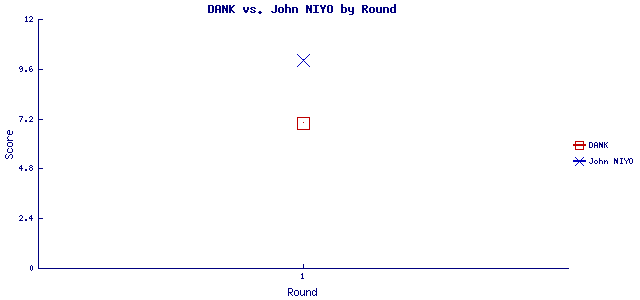 DANK vs. John NIYO by Round
12
9.6
7.2
4.8
2.4
0
Score
1
Round
DANK
John NIYO